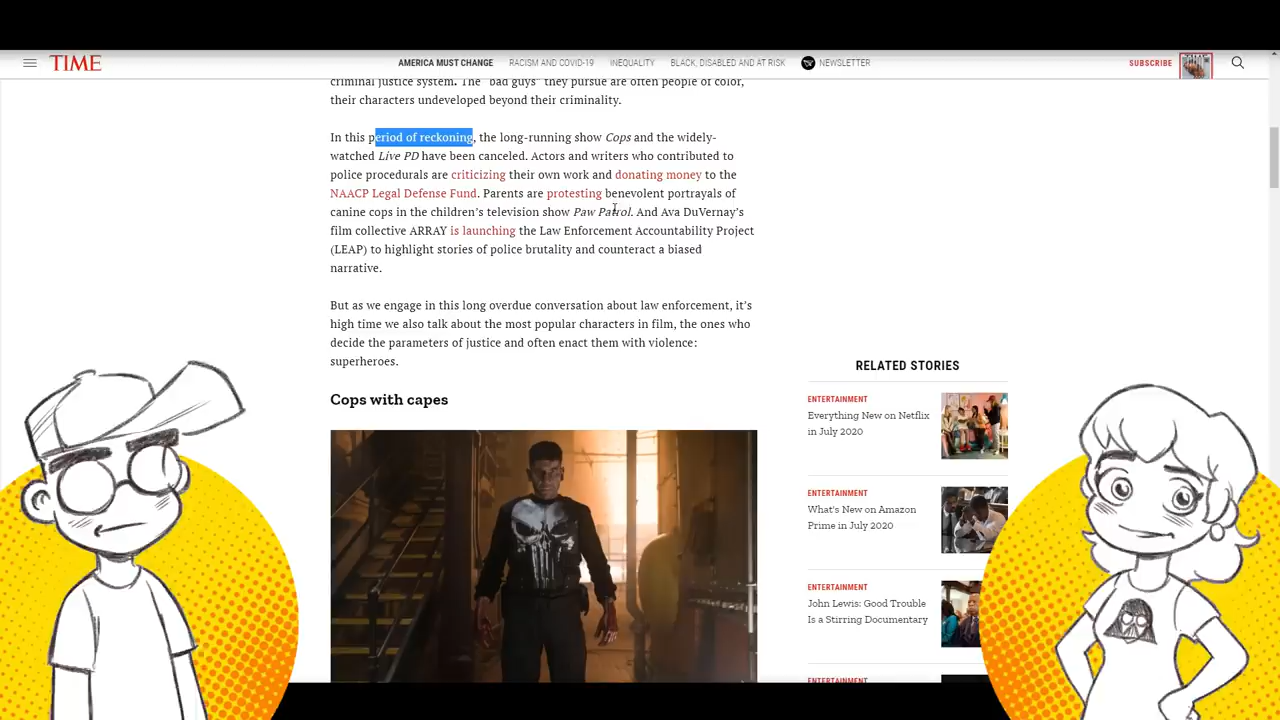 TIME
AMERICA MUST CHANGE
RACISM AND COVID-19
INEQUALITY
BLACK, DISABLED AND AT RISK
NEWSLETTER
SUBSCRIBE
criminal justice system. The "bad guys" they pursue are often people of color,
their characters undeveloped beyond their criminality.
In this period of reckoning, the long-running show Cops and the widely-
watched Live PD have been canceled. Actors and writers who contributed to
police procedurals are criticizing their own work and donating money to the
NAACP Legal Defense Fund. Parents are protesting benevolent portrayals of
canine cops in the children's television show Paw Patrol. And Ava DuVernay's
film collective ARRAY is launching the Law Enforcement Accountability Project
(LEAP) to highlight stories of police brutality and counteract a biased
narrative.
But as we engage in this long overdue conversation about law enforcement, it's
high time we also talk about the most popular characters in film, the ones who
decide the parameters of justice and often enact them with violence:
superheroes.
Cops with capes
RELATED STORIES
ENTERTAINMENT
Everything New on Netflix
in July 2020
ENTERTAINMENT
What's New on Amazon
Prime in July 2020
ENTERTAINMENT
John Lewis: Good Trouble
Is a Stirring Documentary
ENTERTAINMENT